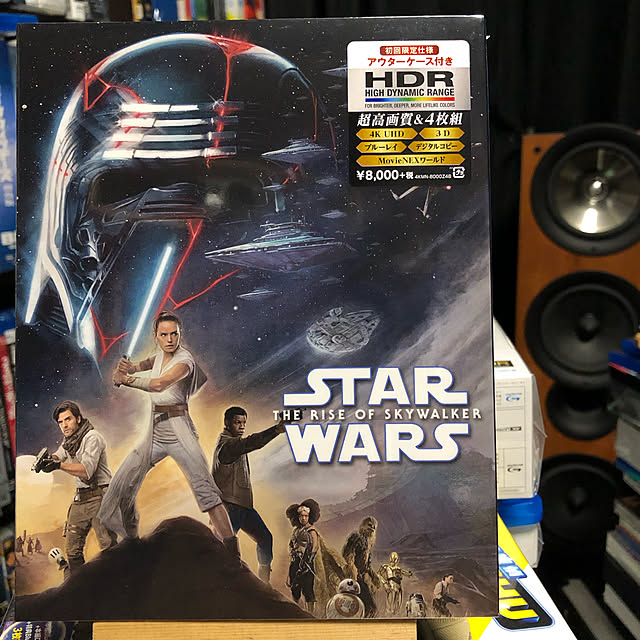 初回限定仕様
アウターケース付き
HDR
HIGH DYNAMIC RANGE
FOR BRIGHTER, DEEPER, MORE LIFELIKE COLORS
超高画質&4枚組
4K UHD 3D
ブルーレイ デジタルコピー
MovieNEXワールド
¥8,000+税 4KMN-8000Z4B
STAR
THE RISE OF SKYWALKER
WARS